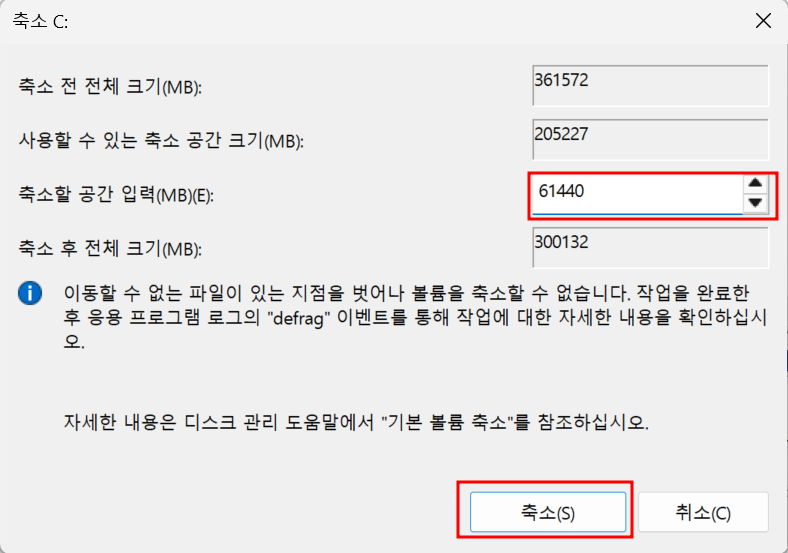 축소 C:
축소 전 전체 크기(MB): 361572
사용할 수 있는 축소 공간 크기(MB): 205227
축소할 공간 입력(MB)(E): 61440
축소 후 전체 크기(MB): 300132
이동할 수 없는 파일이 있는 지점을 벗어나 볼륨을 축소할 수 없습니다. 작업을 완료한
후 응용 프로그램 로그의 "defrag" 이벤트를 통해 작업에 대한 자세한 내용을 확인하십시
오.
자세한 내용은 디스크 관리 도움말에서 "기본 볼륨 축소"를 참조하십시오.
축소(S) 취소(C)